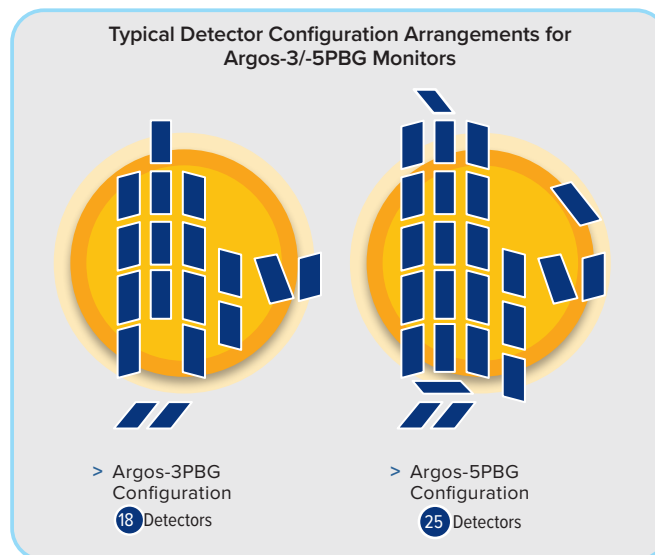 Typical Detector Configuration Arrangements for
Argos-3/-5PBG Monitors
> Argos-3PBG
Configuration
18 Detectors
> Argos-5PBG
Configuration
25 Detectors